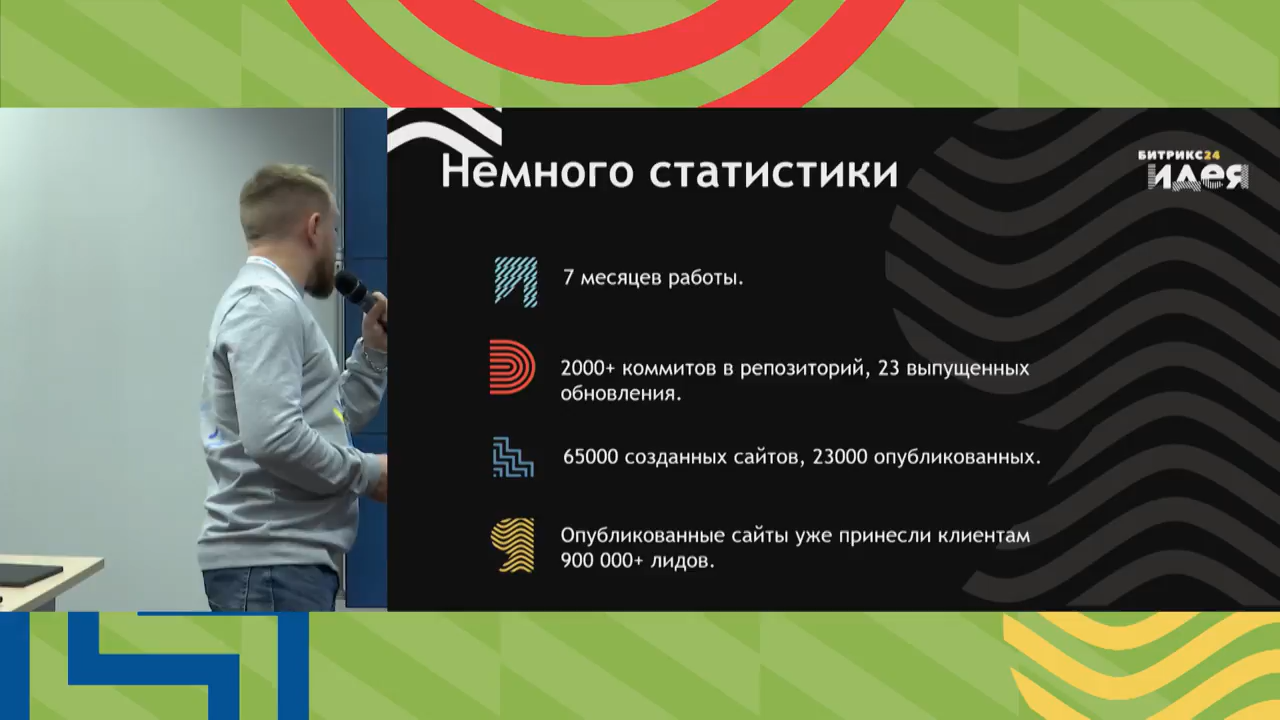 Немного статистики
БИТРИКС24
идея
7 месяцев работы.
2000+ коммитов в репозиторий, 23 выпущенных
обновления.
65000 созданных сайтов, 23000 опубликованных.
Опубликованные сайты уже принесли клиентам
900 000+ лидов.